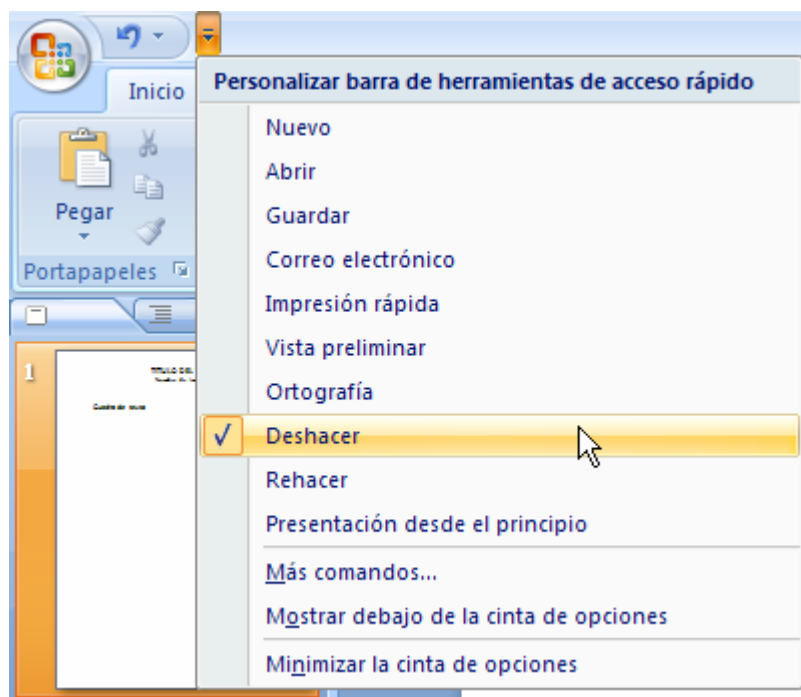 Inicio
Pegar
Portapapeles
Personalizar barra de herramientas de acceso rápido
Nuevo
Abrir
Guardar
Correo electrónico
Impresión rápida
Vista preliminar
Ortografía
Deshacer
Rehacer
Presentación desde el principio
Más comandos...
Mostrar debajo de la cinta de opciones
Minimizar la cinta de opciones
1